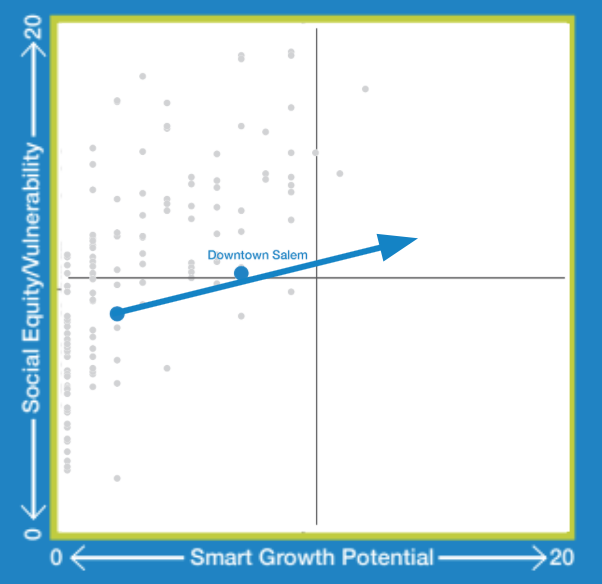 20
Social Equity/Vulnerability
0
Downtown Salem
0
Smart Growth Potential
20